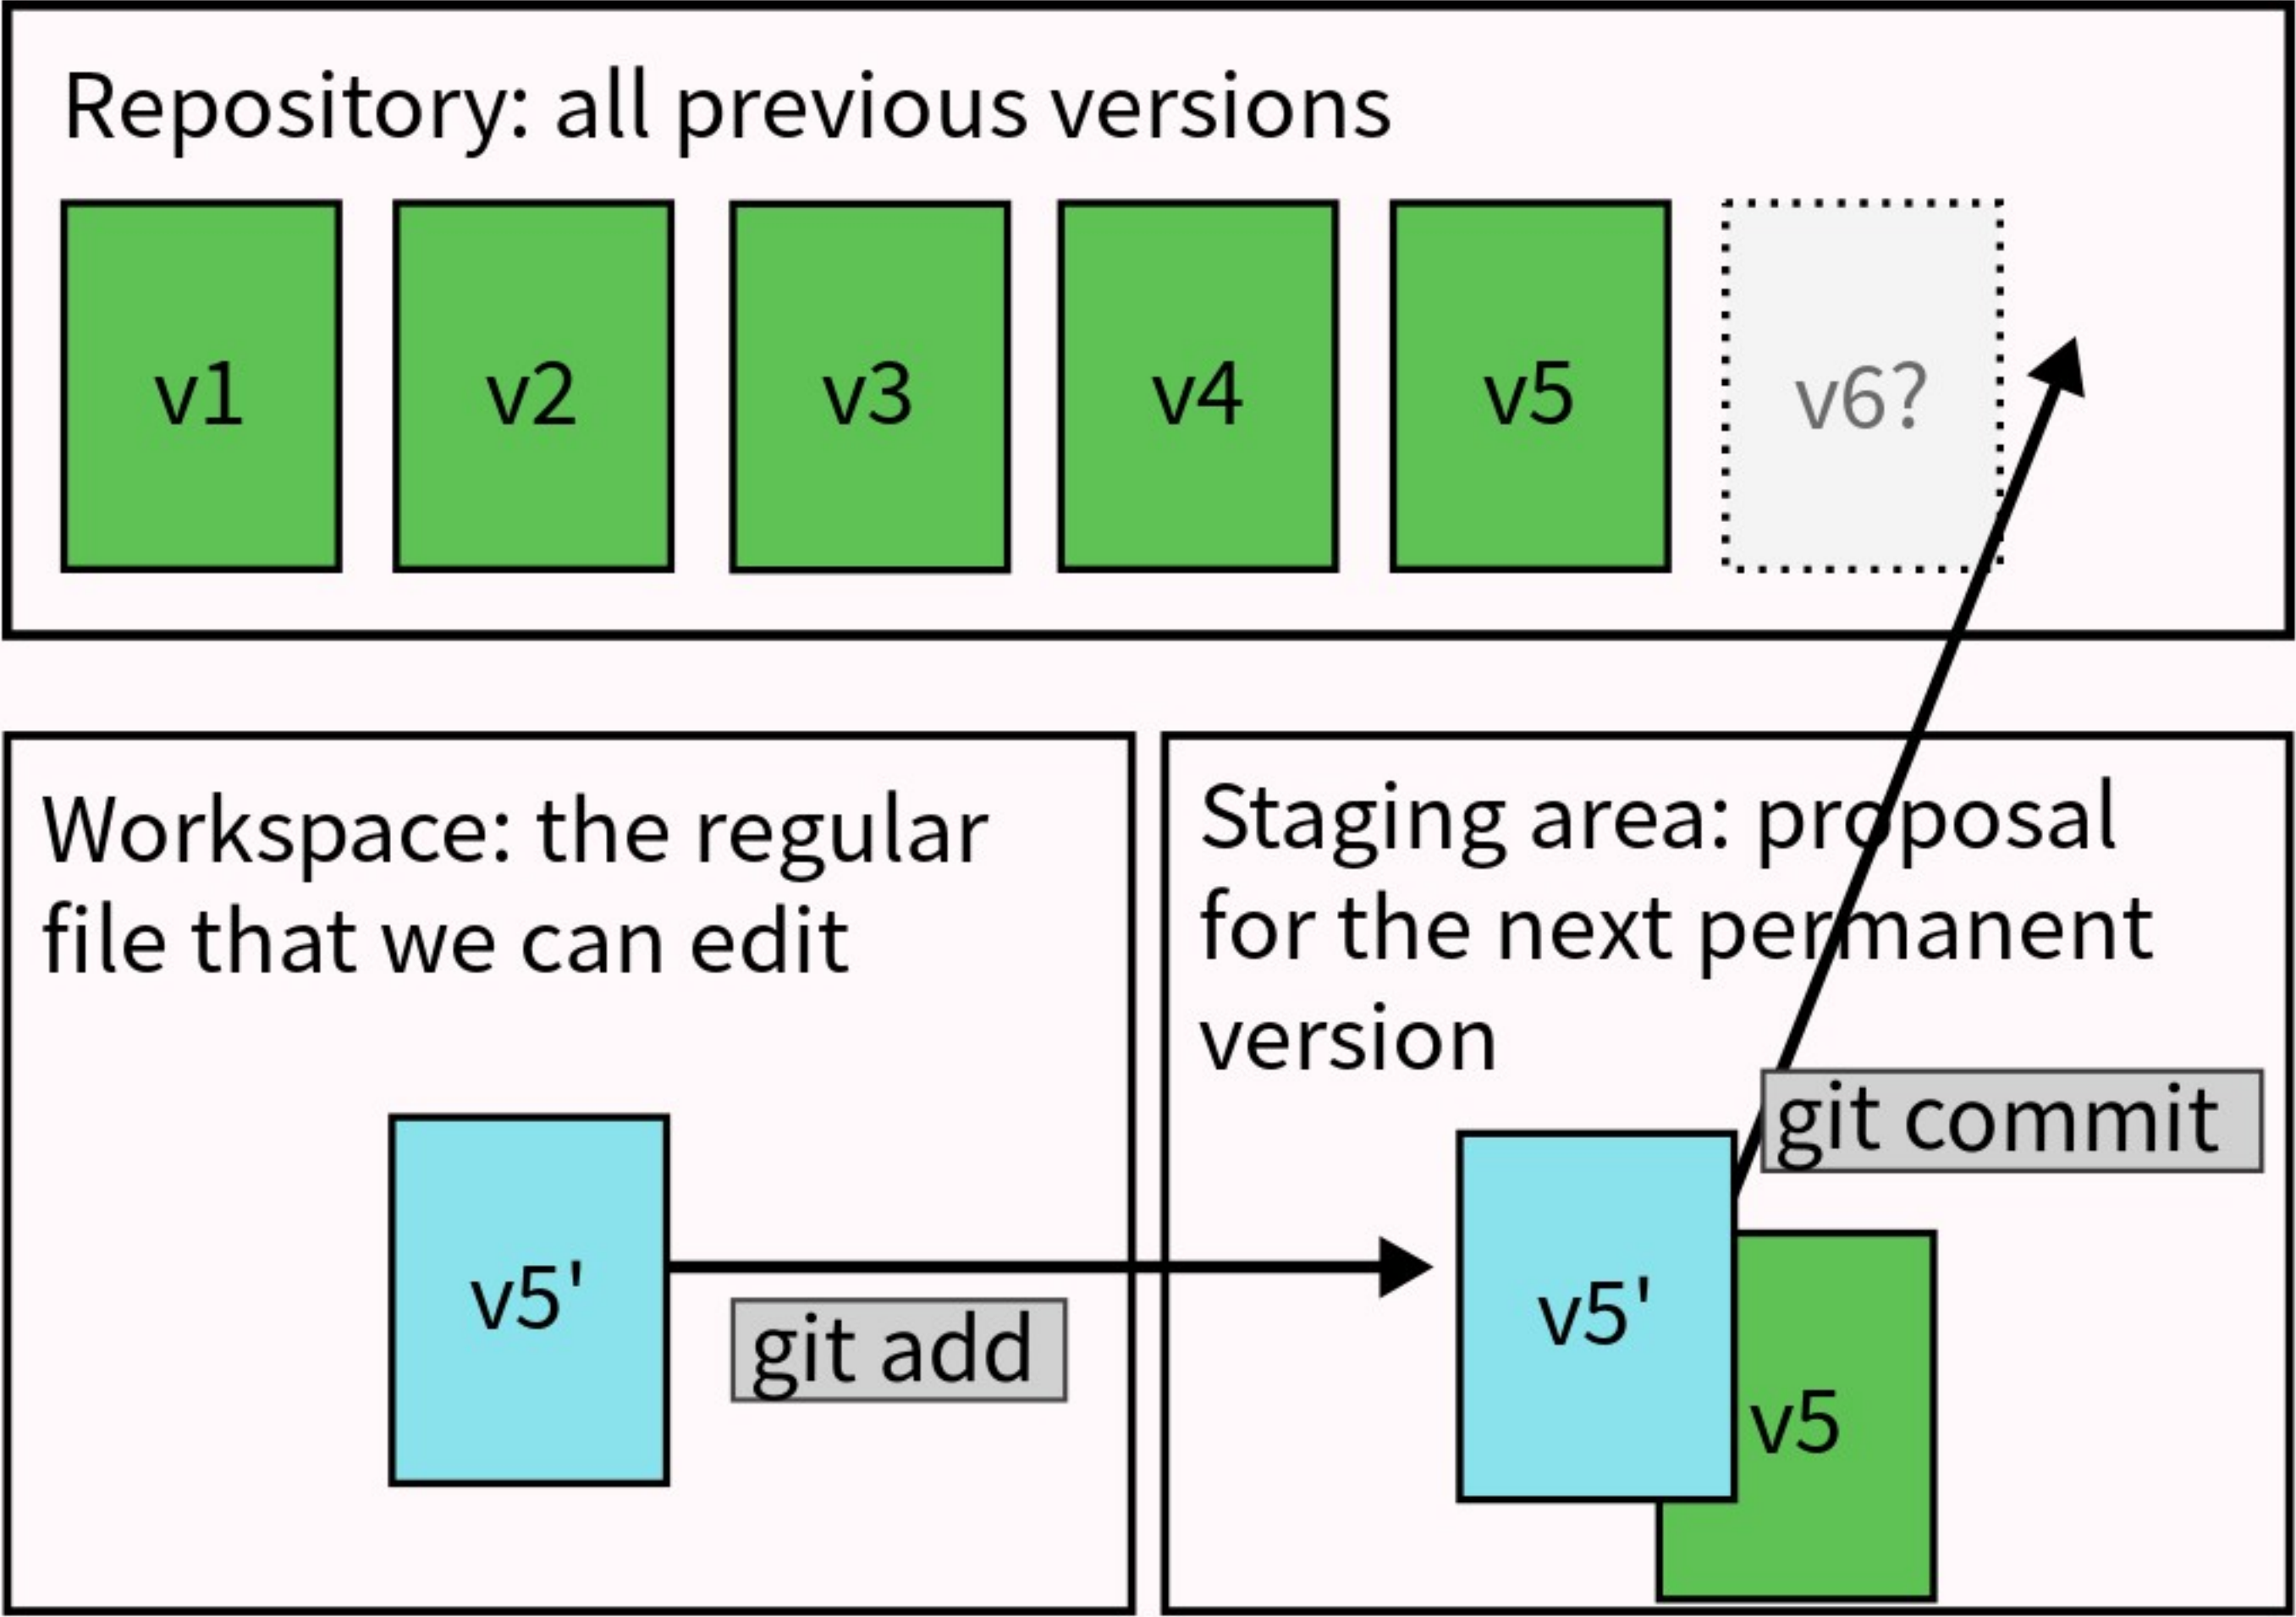 Repository: all previous versions
v1
v2
v3
v4
v5
v6?
Workspace: the regular
file that we can edit
v5'
git add
Staging area: proposal
for the next permanent
version
git commit
v5'
v5